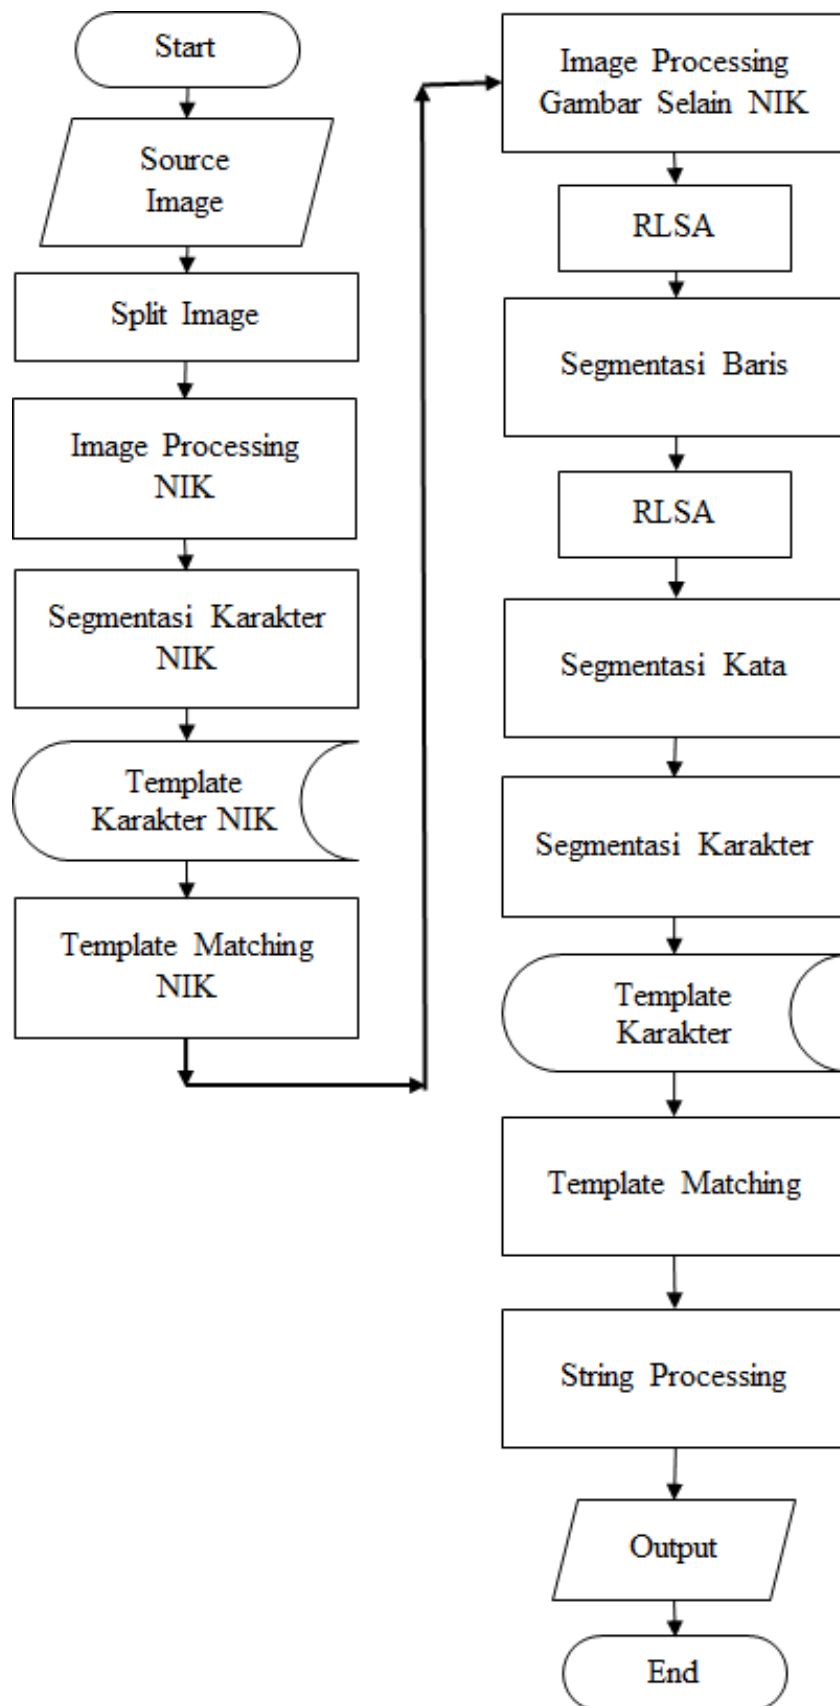 Start
Source
Image
Split Image
Image Processing
NIK
Segmentasi Karakter
NIK
Template
Karakter NIK
Template Matching
NIK
Image Processing
Gambar Selain NIK
RLSA
Segmentasi Baris
RLSA
Segmentasi Kata
Segmentasi Karakter
Template
Karakter
Template Matching
String Processing
Output
End